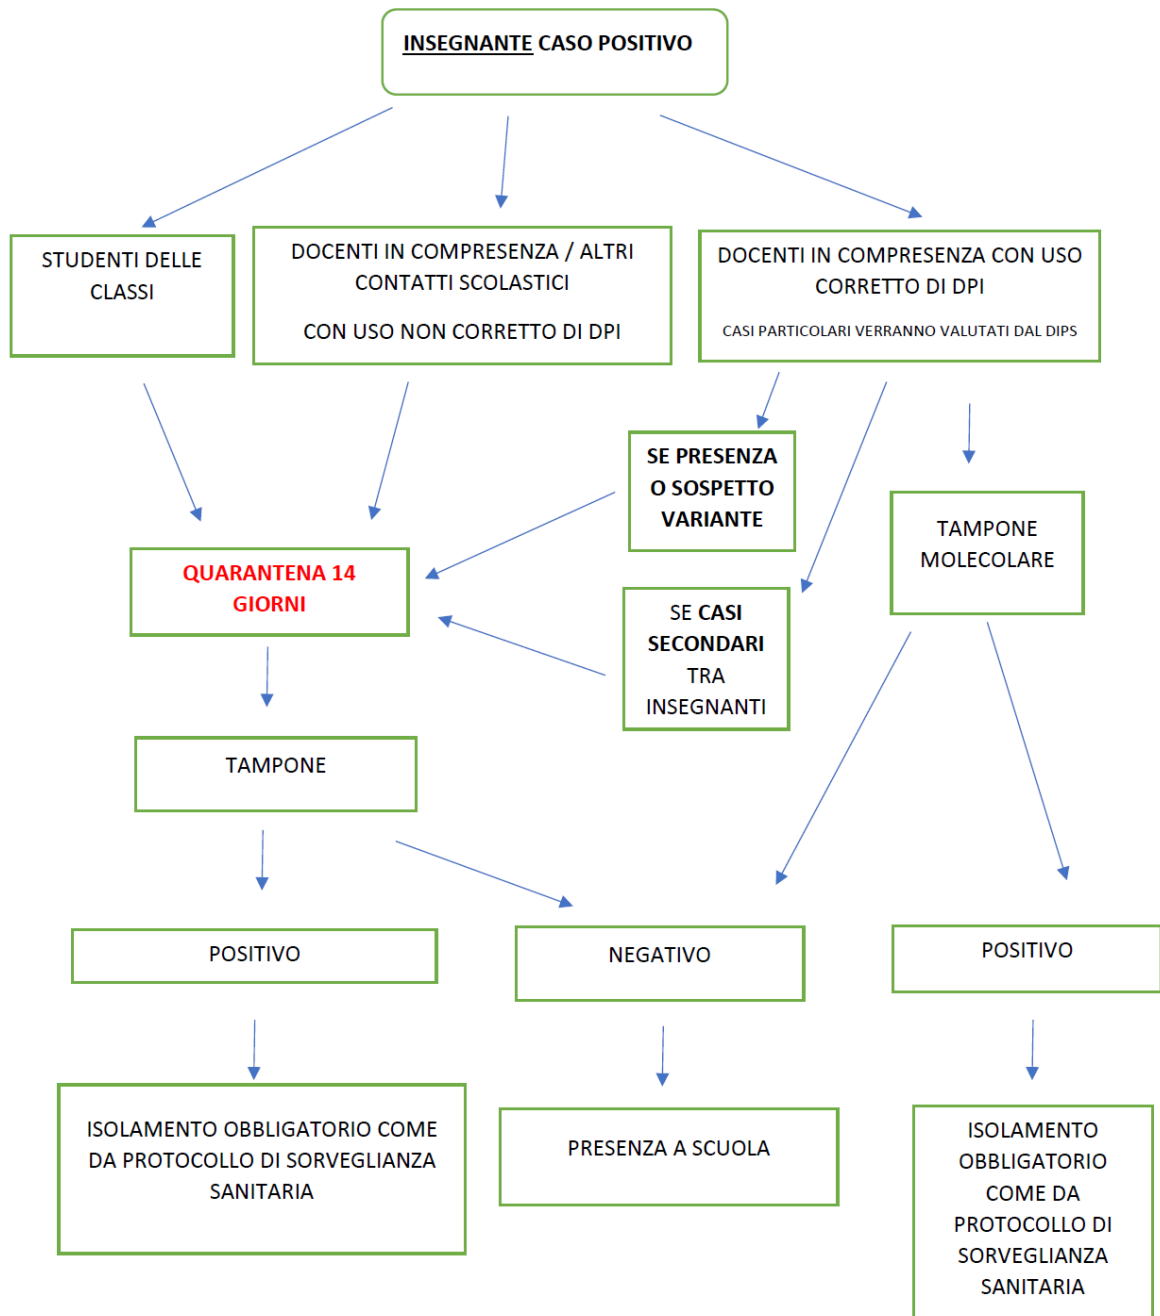 INSEGNANTE CASO POSITIVO
STUDENTI DELLE
CLASSI
DOCENTI IN COMPRESENZA / ALTRI
CONTATTI SCOLASTICI
CON USO NON CORRETTO DI DPI
DOCENTI IN COMPRESENZA CON USO
CORRETTO DI DPI
CASI PARTICOLARI VERRANNO VALUTATI DAL DIPS
SE PRESENZA
O SOSPETTO
VARIANTE
TAMPONE
MOLECOLARE
QUARANTENA 14
GIORNI
SE CASI
SECONDARI
TRA
INSEGNANTI
TAMPONE
POSITIVO
NEGATIVO
POSITIVO
ISOLAMENTO OBBLIGATORIO COME
DA PROTOCOLLO DI SORVEGLIANZA
SANITARIA
PRESENZA A SCUOLA
ISOLAMENTO
OBBLIGATORIO
COME DA
PROTOCOLLO DI
SORVEGLIANZA
SANITARIA